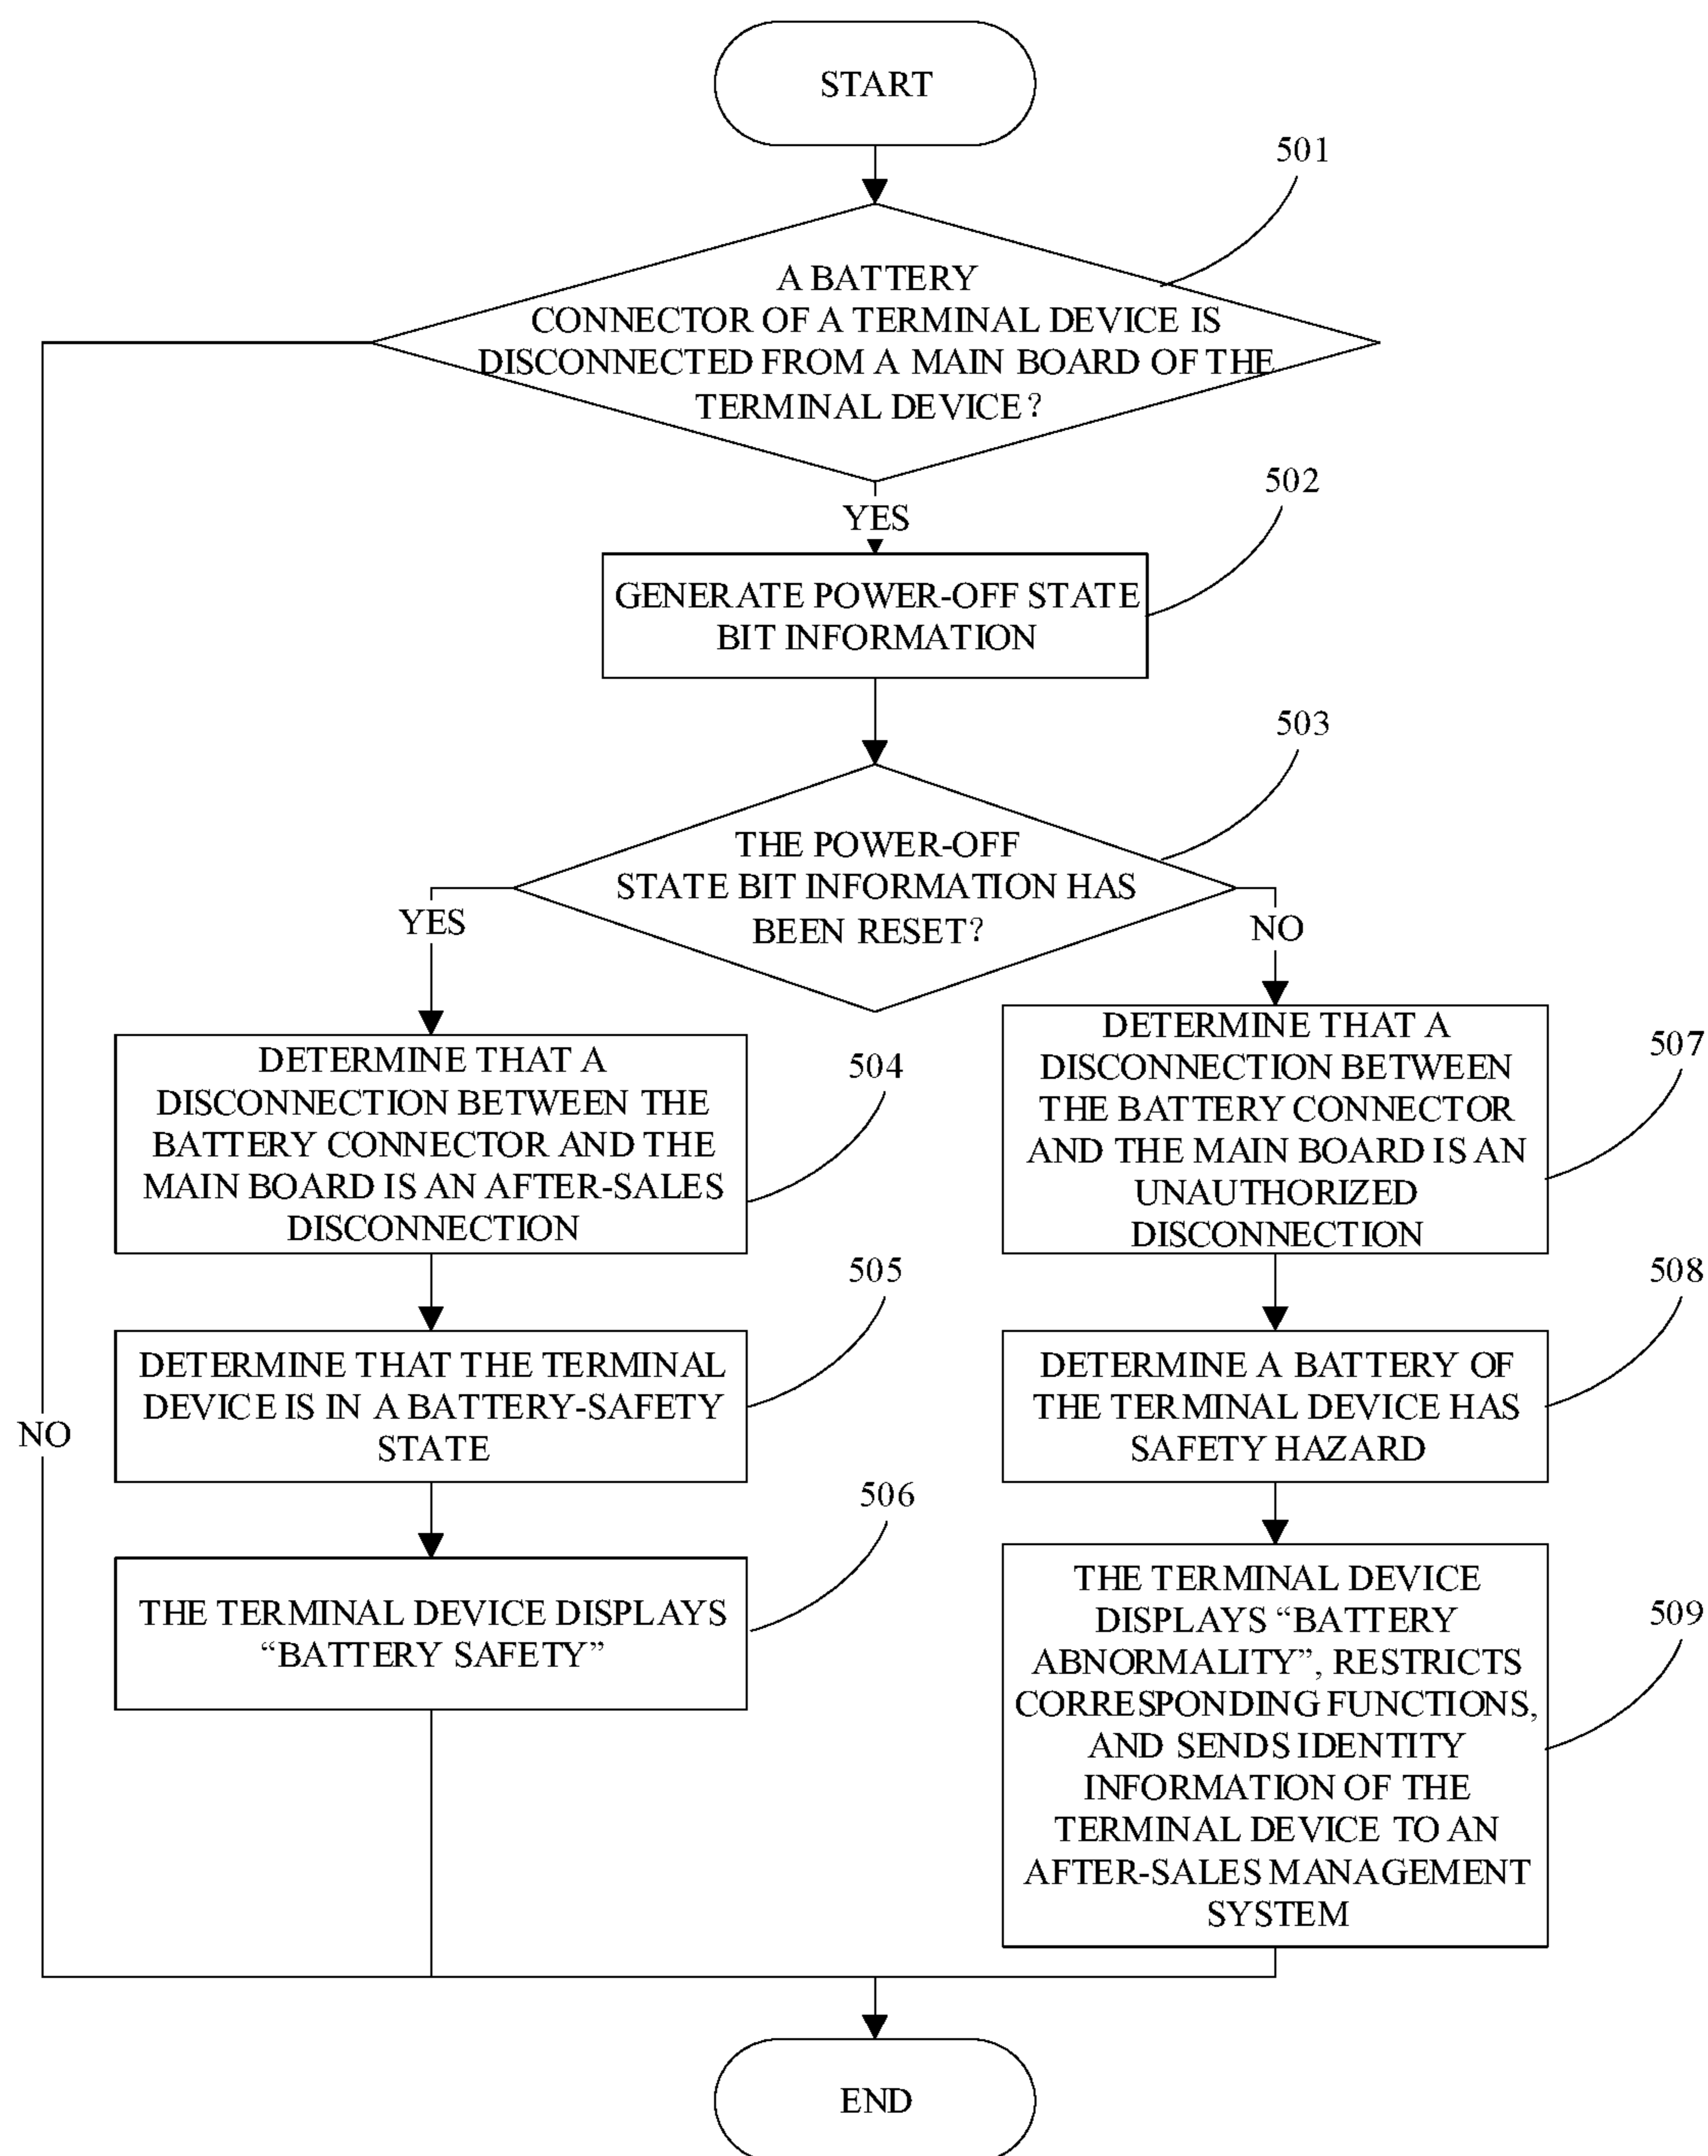 START
501
A BATTERY
CONNECTOR OF A TERMINAL DEVICE IS
DISCONNECTED FROM A MAIN BOARD OF THE
TERMINAL DEVICE?
502
YES
GENERATE POWER-OFF STATE
BIT INFORMATION
503
THE POWER-OFF
STATE BIT INFORMATION HAS
BEEN RESET?
YES
NO
504
DETERMINE THAT A
DISCONNECTION BETWEEN THE
BATTERY CONNECTOR AND THE
MAIN BOARD IS AN AFTER-SALES
DISCONNECTION
507
DETERMINE THAT A
DISCONNECTION BETWEEN
THE BATTERY CONNECTOR
AND THE MAIN BOARD IS AN
UNAUTHORIZED
DISCONNECTION
505
DETERMINE THAT THE TERMINAL
DEVICE IS IN A BATTERY-SAFETY
STATE
508
DETERMINE A BATTERY OF
THE TERMINAL DEVICE HAS
SAFETY HAZARD
NO
506
THE TERMINAL DEVICE DISPLAYS
“BATTERY SAFETY”
509
THE TERMINAL DEVICE
DISPLAYS “BATTERY
ABNORMALITY”, RESTRICTS
CORRESPONDING FUNCTIONS,
AND SENDS IDENTITY
INFORMATION OF THE
TERMINAL DEVICE TO AN
AFTER-SALES MANAGEMENT
SYSTEM
END